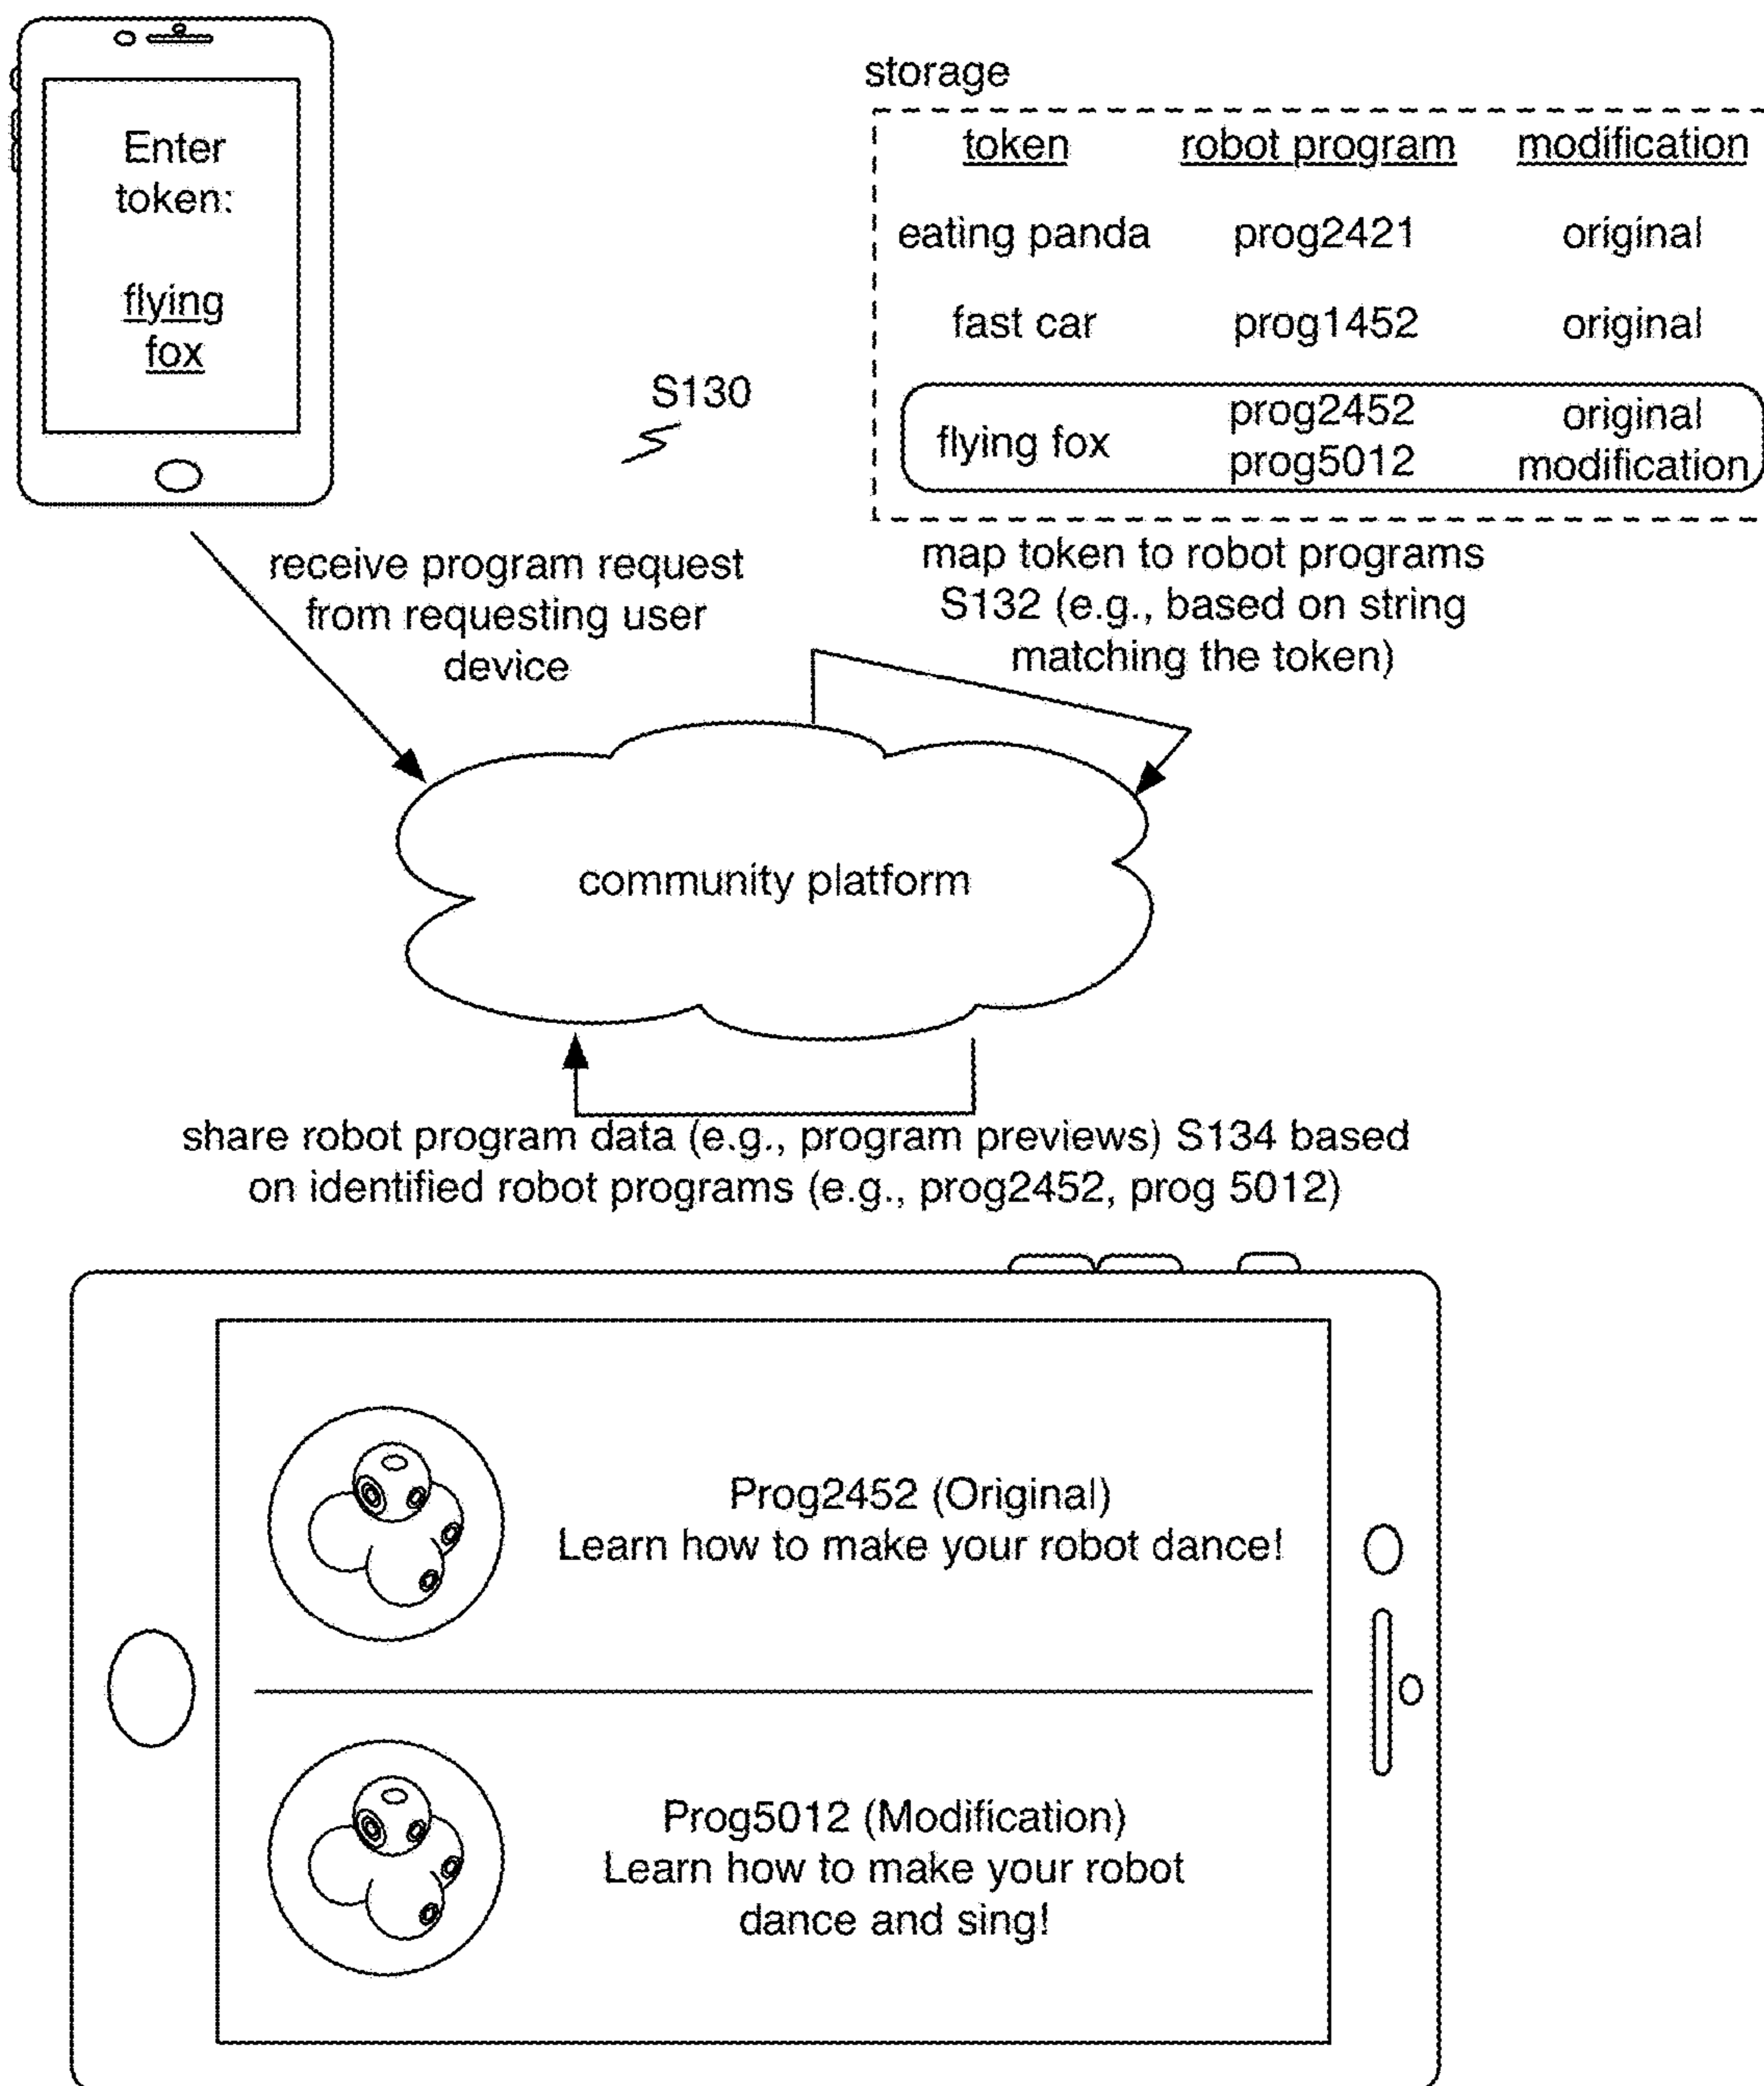 Enter
token:
flying
fox
storage
token robot program modification
eating panda prog2421 original
fast car prog1452 original
flying fox
prog2452 original
prog5012 modification
S130
receive program request
from requesting user
device
map token to robot programs
S132 (e.g., based on string
matching the token)
community platform
share robot program data (e.g., program previews) S134 based
on identified robot programs (e.g., prog2452, prog 5012)
Prog2452 (Original)
Learn how to make your robot dance!
Prog5012 (Modification)
Learn how to make your robot
dance and sing!